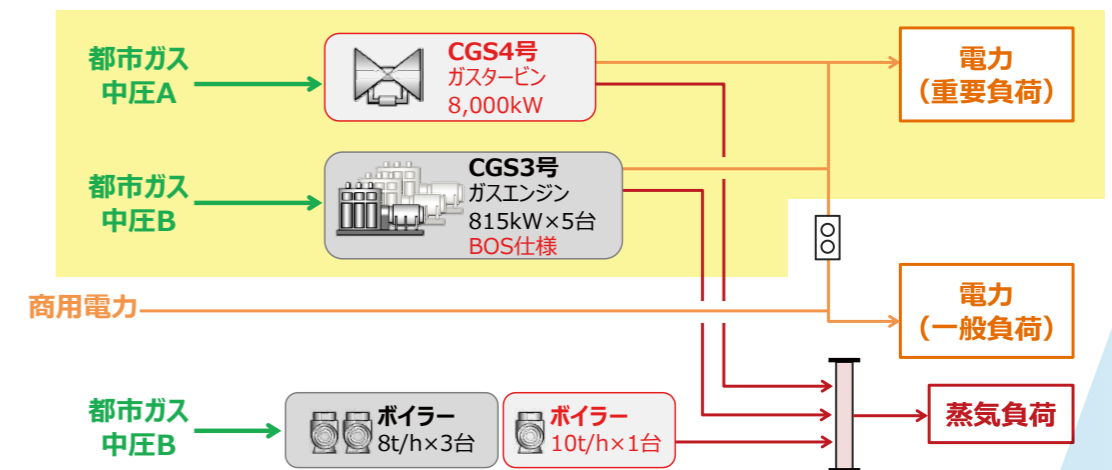 都市ガス
中圧A
CGS4号
ガスタービン
8,000kW
電力
（重要負荷）
都市ガス
中圧B
CGS3号
ガスエンジン
815kW×5台
BOS仕様
商用電力
電力
（一般負荷）
都市ガス
中圧B
ボイラー
8t/h×3台
ボイラー
10t/h×1台
蒸気負荷